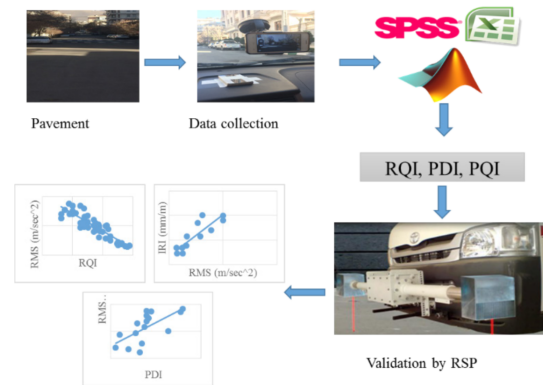 SPSS
Pavement
Data collection
RQI, PDI, PQI
RMS (m/sec^2)
RQI
IRI (mm/m)
RMS (m/sec^2)
RMS...
PDI
Validation by RSP